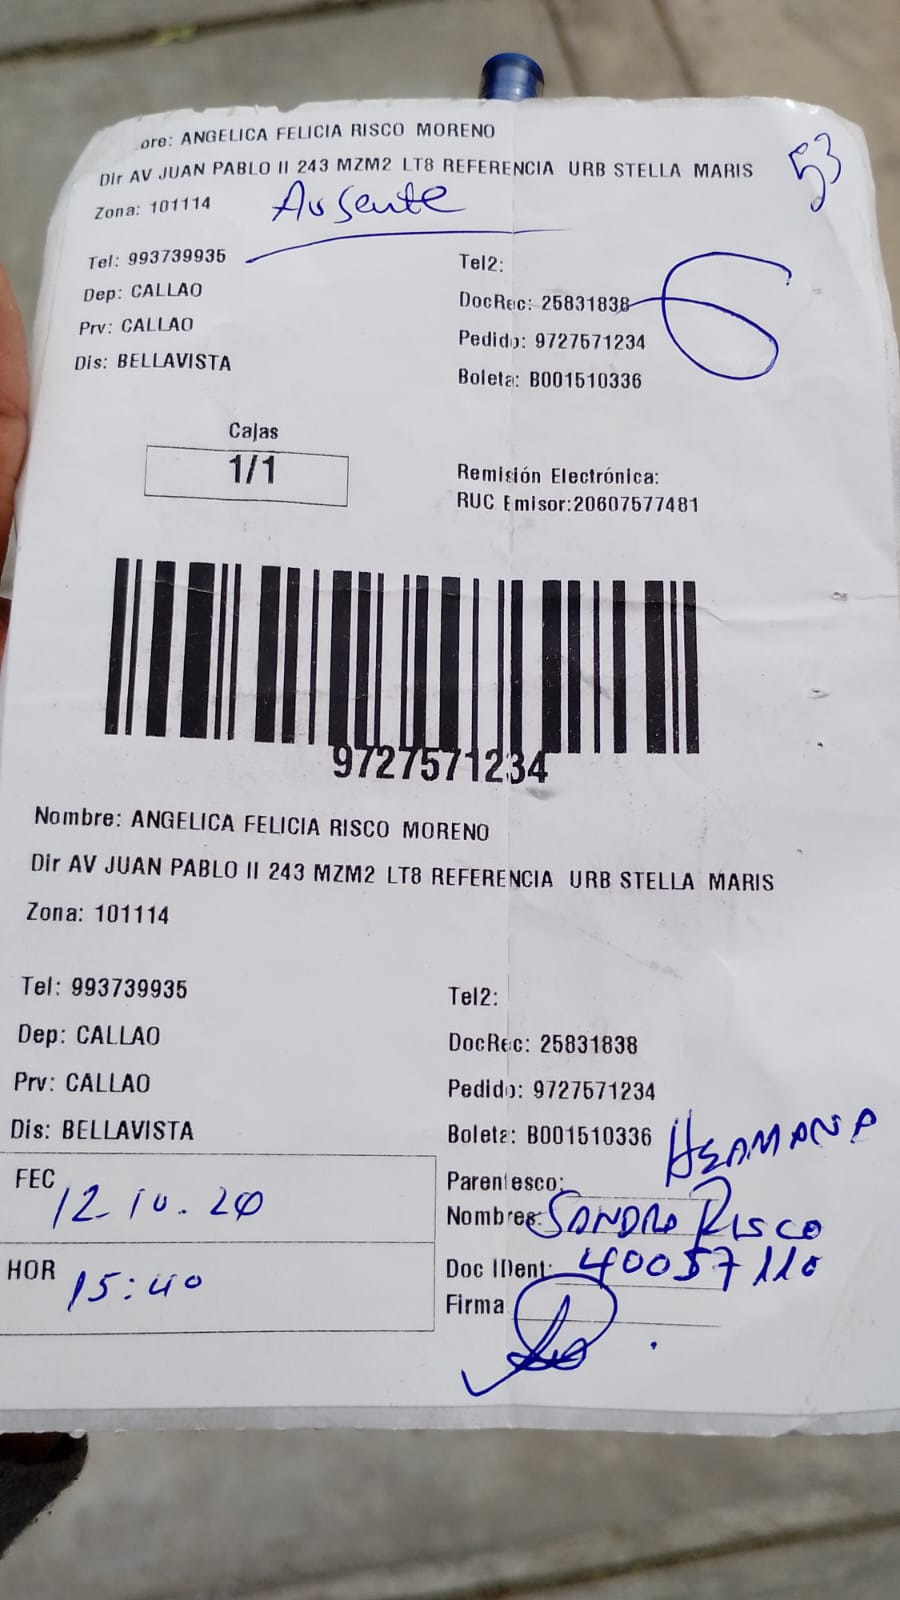 ore: ANGELICA FELICIA RISCO MORENO
53
Dir AV JUAN PABLO II 243 MZM2 LT8 REFERENCIA URB STELLA MARIS
Zona: 101114
Ausente
Tel: 993739935
Tel2:
Dep: CALLAO
DocRec: 25831838
Prv: CALLAO
Pedido: 9727571234
Dis: BELLAVISTA
Boleta: B001510336
Cajas
1/1
Remisión Electrónica:
RUC Emisor:20607577481
9727571234
Nombre: ANGELICA FELICIA RISCO MORENO
Dir AV JUAN PABLO II 243 MZM2 LT8 REFERENCIA URB STELLA MARIS
Zona: 101114
Tel: 993739935
Tel2:
Dep: CALLAO
DocRec: 25831838
Prv: CALLAO
Pedido: 9727571234
Dis: BELLAVISTA
Boleta: B001510336
FEC 12.10.20
Parentesco: HERMANA
Nombres: SANDRA RISCO
HOR 15:40
Doc IDent: 40057110
Firma